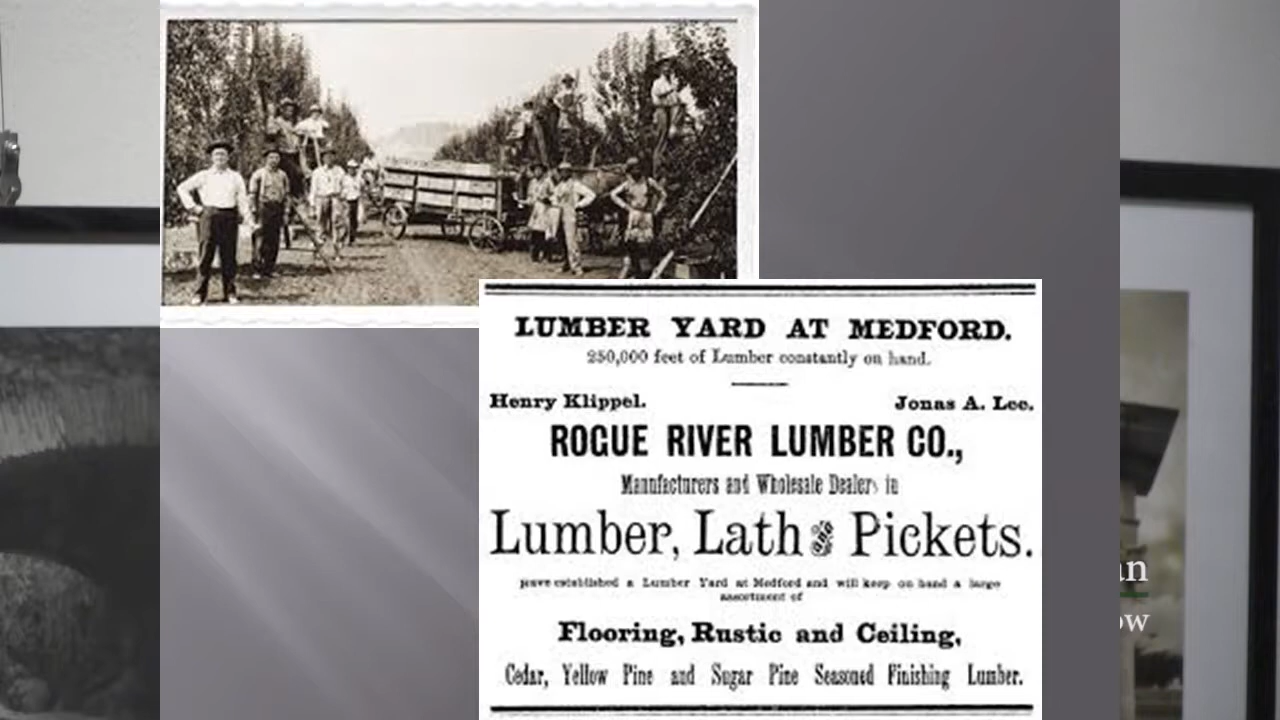 LUMBER YARD AT MEDFORD.
250,000 feet of Lumber constantly on hand.
Henry Klippel. Jonas A. Lee.
ROGUE RIVER LUMBER CO.,
Manufacturers and Wholesale Dealers in
Lumber, Lath & Pickets.
have established a Lumber Yard at Medford and will keep on hand a large
assortment of
Flooring, Rustic and Ceiling,
Cedar, Yellow Pine and Sugar Pine Seasoned Finishing Lumber.
an
ow